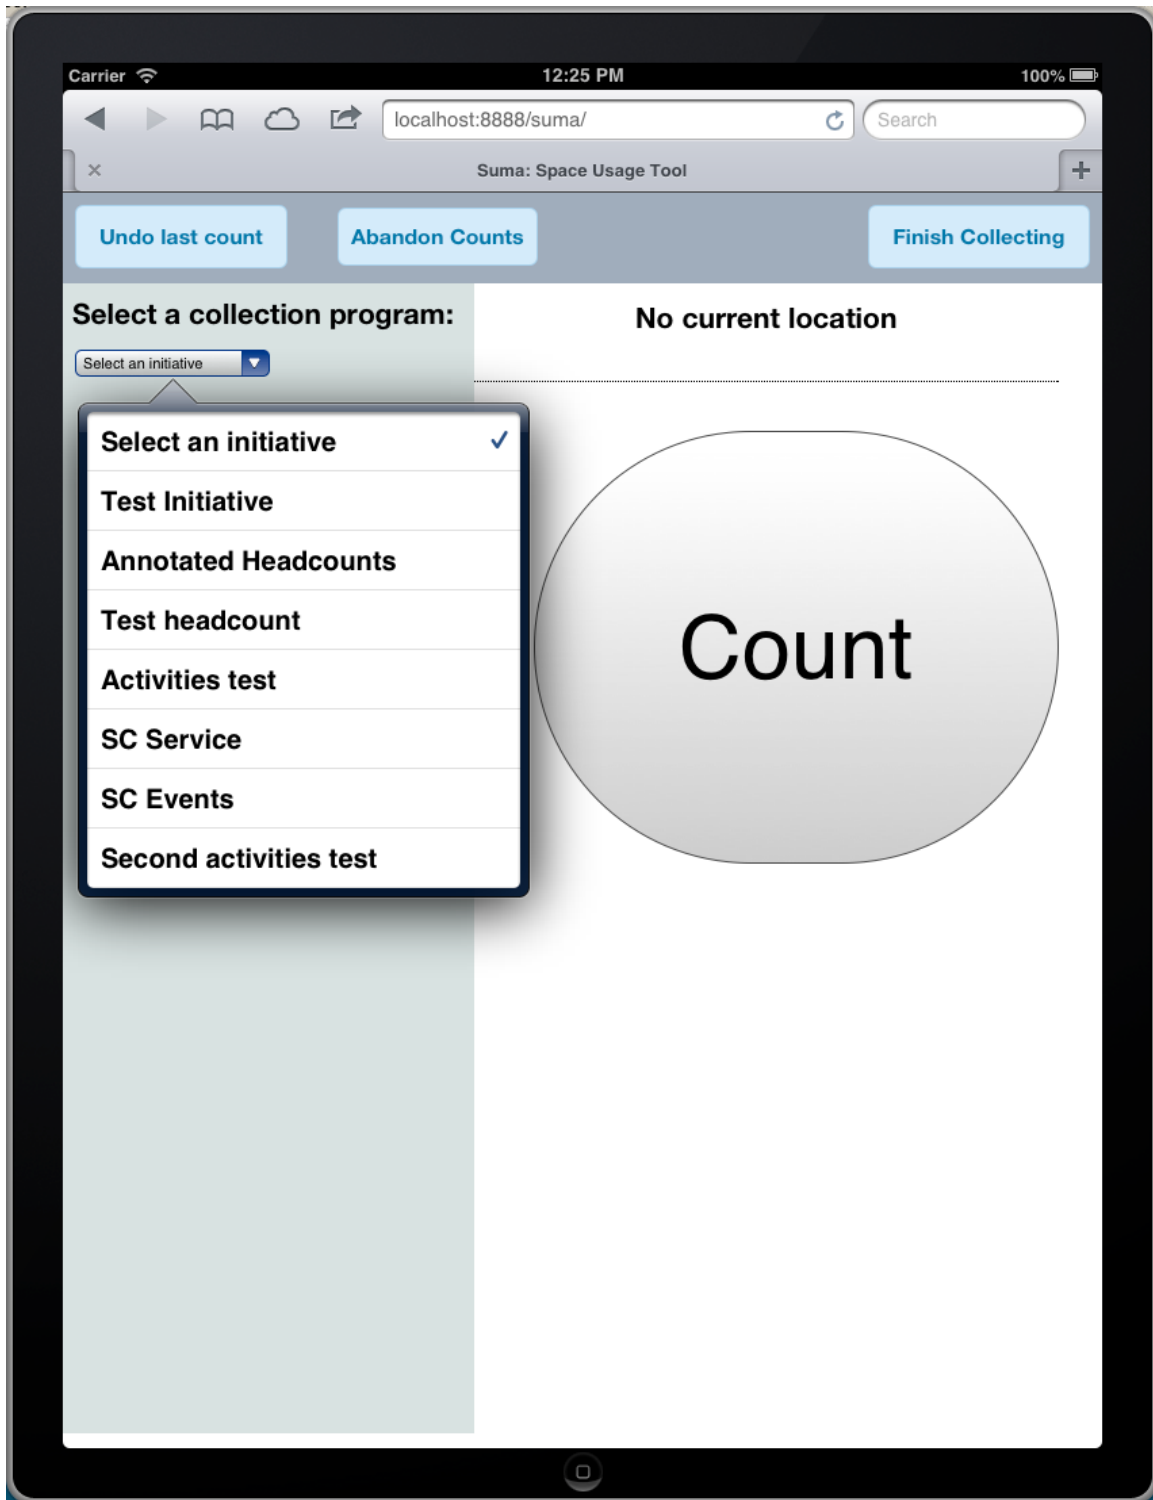 Carrier 12:25 PM 100%
localhost:8888/suma/ Search
Suma: Space Usage Tool
Undo last count Abandon Counts Finish Collecting
Select a collection program: No current location
Select an initiative
Select an initiative
Test Initiative
Annotated Headcounts
Test headcount
Activities test
SC Service
SC Events
Second activities test
Count